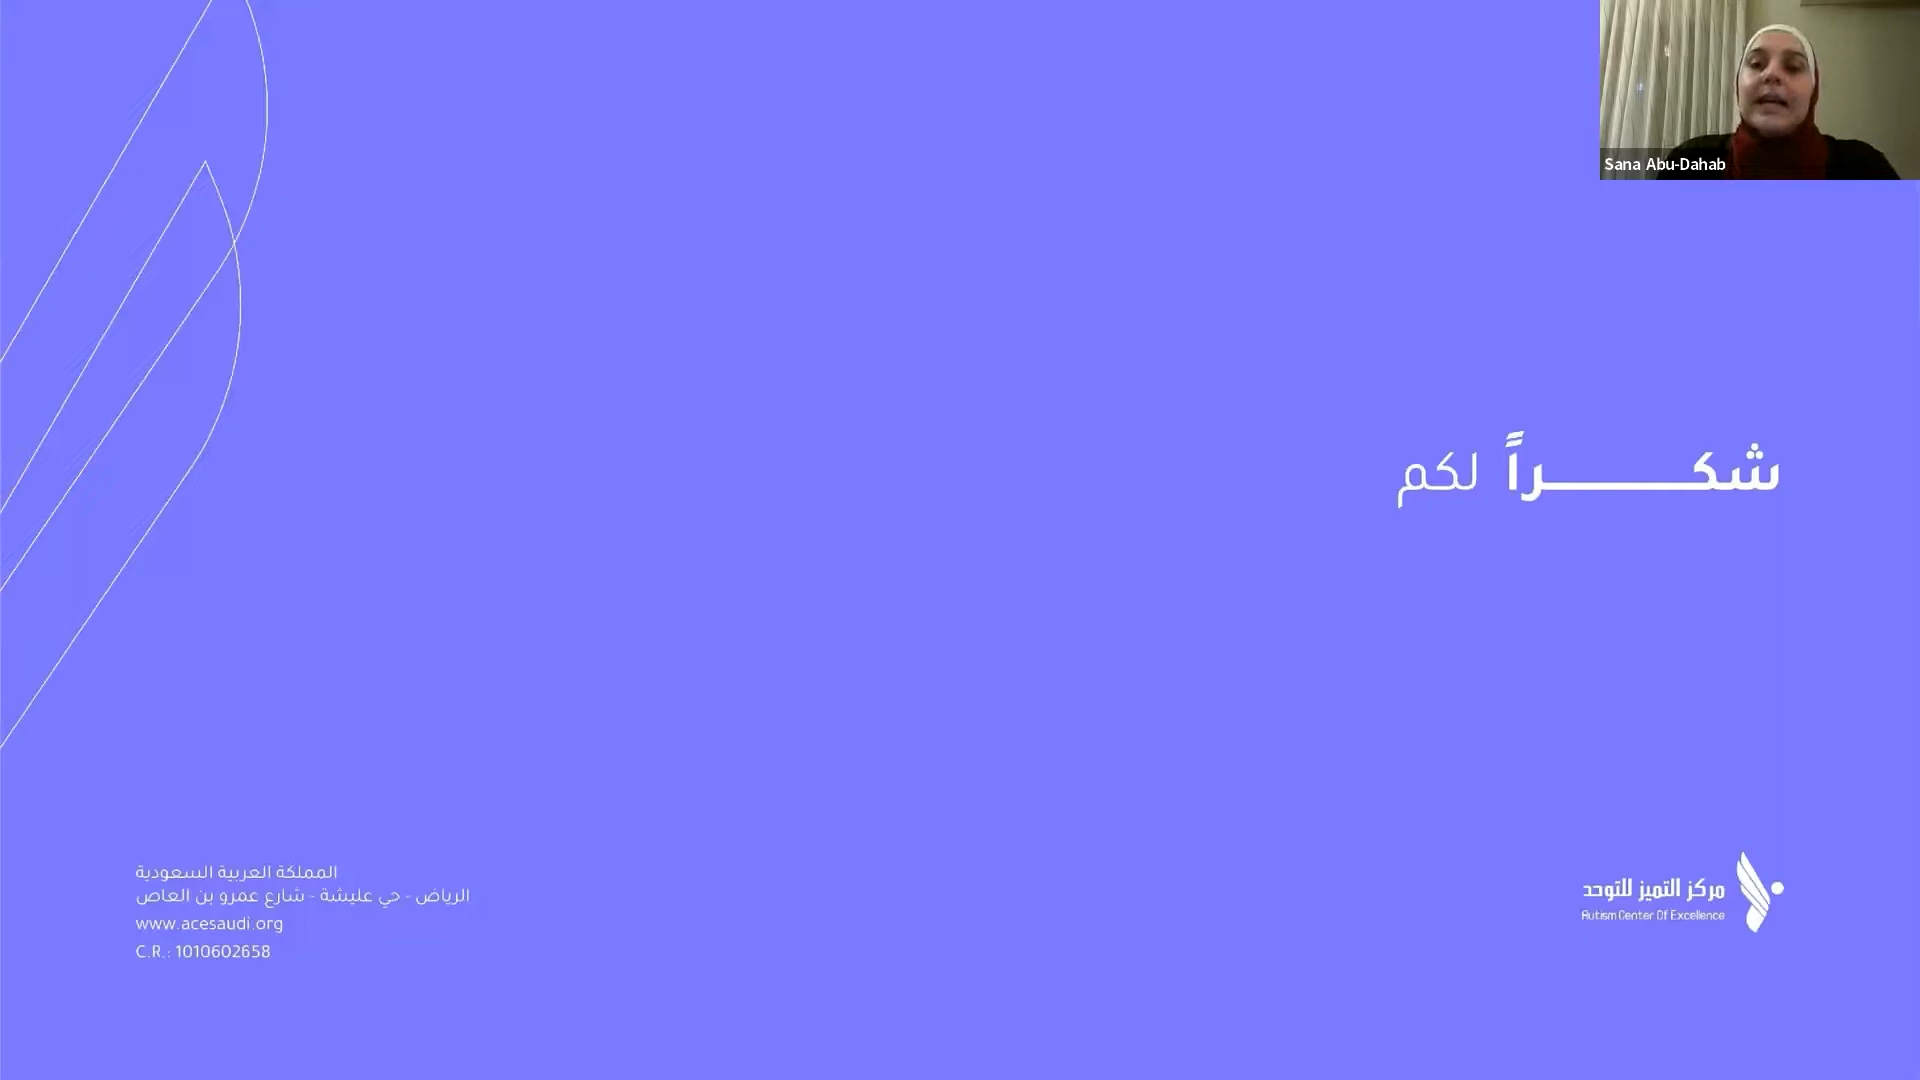 Sana Abu-Dahab
شكـــــــــراً لكم
المملكة العربية السعودية
الرياض - حي عليشة - شارع عمرو بن العاص
www.acesaudi.org
C.R.: 1010602658
مركز التميز للتوحد
Autism Center Of Excellence